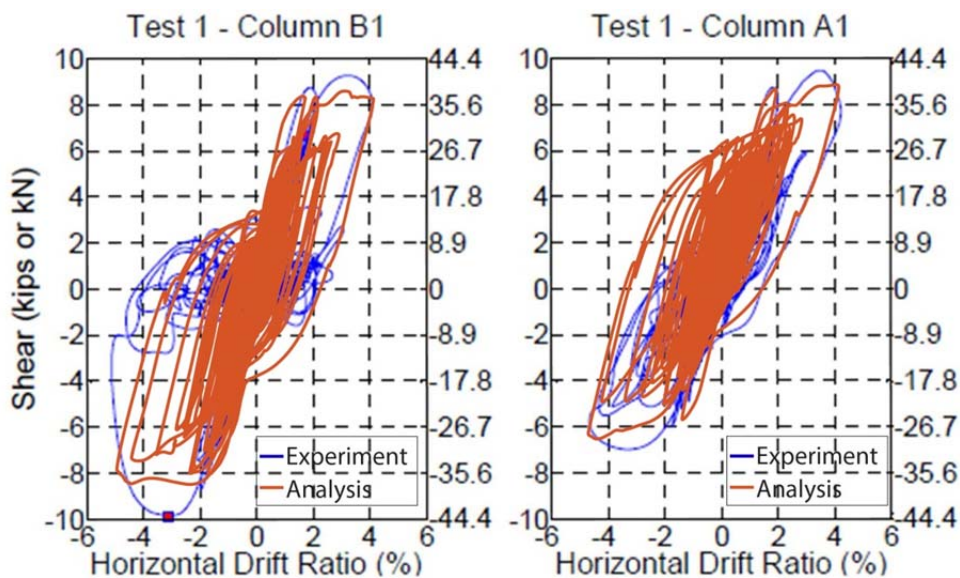 Test 1 - Column B1
Test 1 - Column A1
10 44.4 10 44.4
8 35.6 8 35.6
6 26.7 6 26.7
4 17.8 4 17.8
2 8.9 2 8.9
0 0 0 0
-2 -8.9 -2 -8.9
-4 -17.8 -4 -17.8
-6 -26.7 -6 -26.7
-8 -35.6 -8 -35.6
-10 -44.4 -10 -44.4
Shear (kips or kN)
Experiment
Analysis
Experiment
Analysis
-6 -4 -2 0 2 4 6
-6 -4 -2 0 2 4 6
Horizontal Drift Ratio (%)
Horizontal Drift Ratio (%)